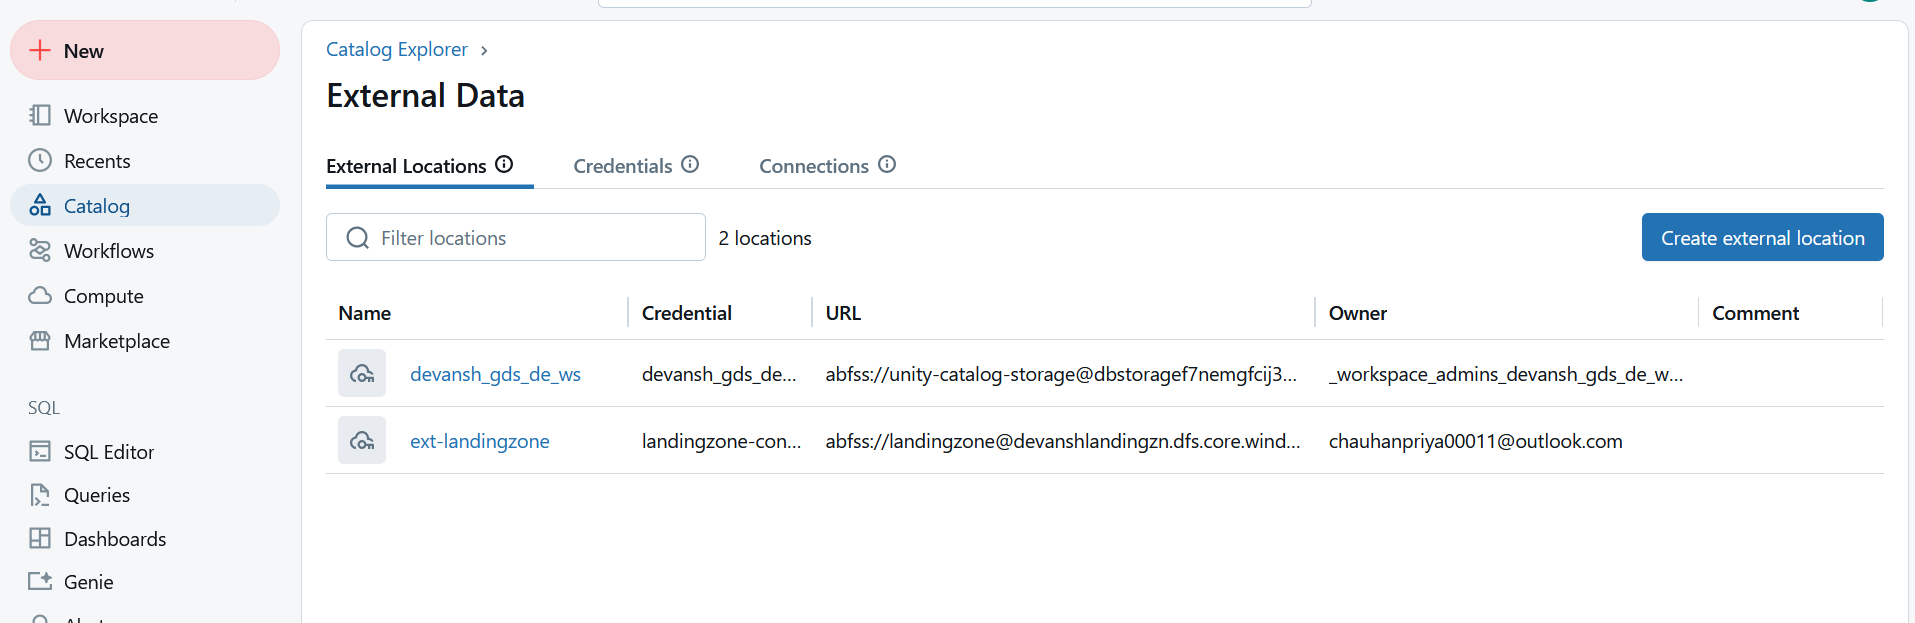 New
Workspace
Recents
Catalog
Workflows
Compute
Marketplace
SQL
SQL Editor
Queries
Dashboards
Genie
Catalog Explorer ›
External Data
External Locations Credentials Connections
Filter locations 2 locations Create external location
Name Credential URL Owner Comment
devansh_gds_de_ws devansh_gds_de... abfss://unity-catalog-storage@dbstoragef7nemgfcij3... _workspace_admins_devansh_gds_de_w...
ext-landingzone landingzone-con... abfss://landingzone@devanshlandingzn.dfs.core.wind... chauhanpriya00011@outlook.com